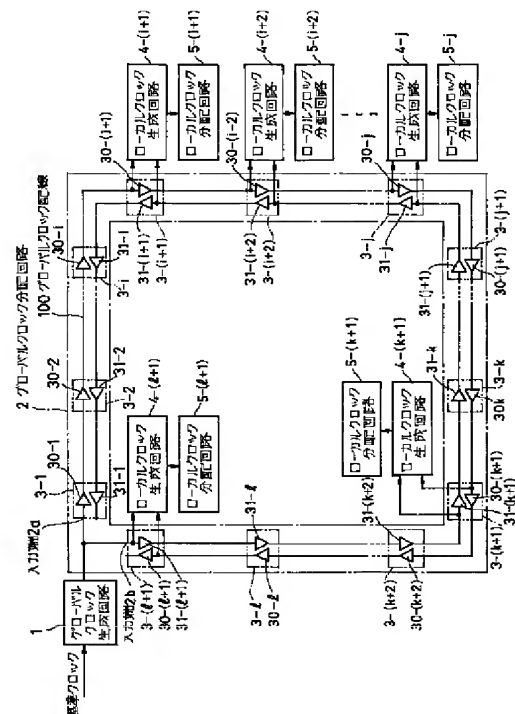 基準クロック
1
グローバル
クロック
生成回路
入力端2a
2 グローバルクロック分配回路
100 グローバルクロック配線
3-1
30-1
31-1
30-2
31-2
3-2
30-i
31-i
3-i
入力端2b
3-(ℓ+1)
30-(ℓ+1)
31-(ℓ+1)
ローカルクロック
生成回路
4-(ℓ+1)
ローカルクロック
分配回路
5-(ℓ+1)
31-ℓ
3-ℓ
30-ℓ
31-(k+2)
3-(k+2)
30-(k+2)
5-(k+1)
ローカルクロック
分配回路
4-(k+1)
ローカルクロック
生成回路
30-(k+1)
31-(k+1)
3-(k+1)
31-k
3-k
30k
31-(j+1)
3-(j+1)
30-(j+1)
30-(j+1)
31-(i+1)
3-(i+1)
ローカルクロック
生成回路
4-(i+1)
ローカルクロック
分配回路
5-(i+1)
30-(i-2)
31-(i+2)
3-(i+2)
ローカルクロック
生成回路
4-(i+2)
ローカルクロック
分配回路
5-(i+2)
30-j
31-j
3-j
ローカルクロック
生成回路
4-j
ローカルクロック
分配回路
5-j